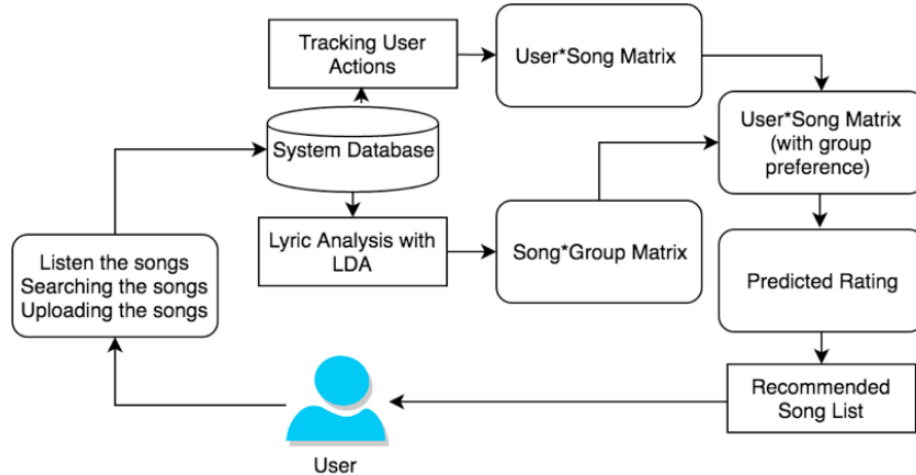 Tracking User
Actions
User*Song Matrix
User*Song Matrix
(with group
preference)
System Database
Lyric Analysis with
LDA
Song*Group Matrix
Listen the songs
Searching the songs
Uploading the songs
Predicted Rating
Recommended
Song List
User